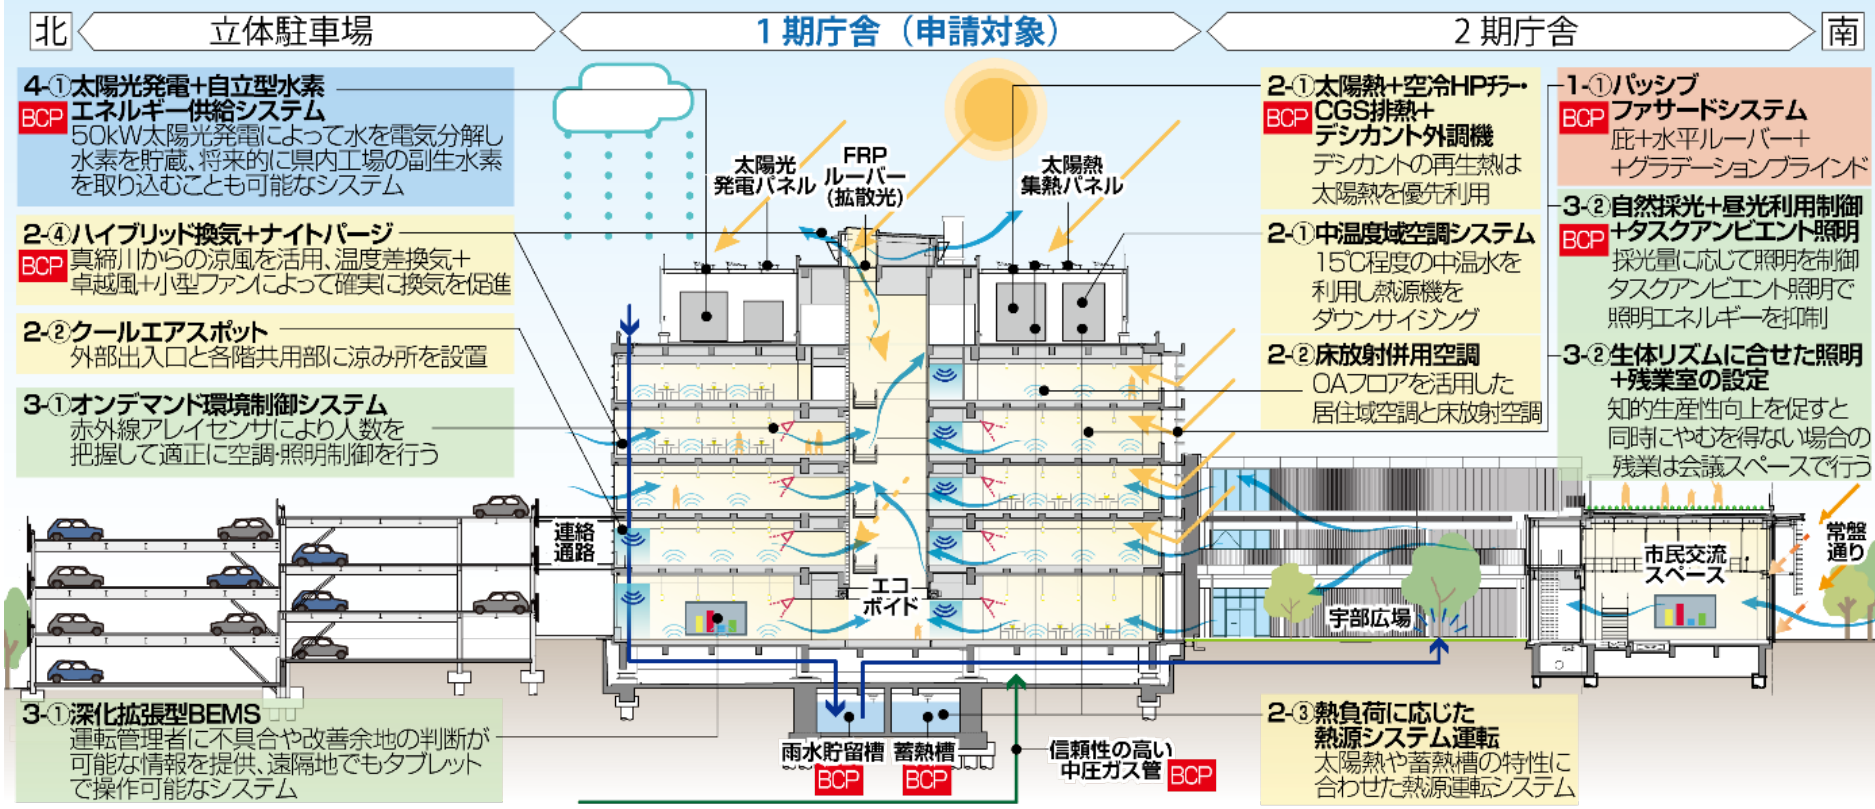 北
立体駐車場
1期庁舎（申請対象）
2期庁舎
南
4-①太陽光発電+自立型水素
BCP
エネルギー供給システム
50kW太陽光発電によって水を電気分解し
水素を貯蔵、将来的に県内工場の副生水素
を取り込むことも可能なシステム
2-④ハイブリッド換気+ナイトパージ
BCP
真締川からの涼風を活用、温度差換気+
卓越風+小型ファンによって確実に換気を促進
2-②クールエアスポット
外部出入口と各階共用部に涼み所を設置
3-①オンデマンド環境制御システム
赤外線アレイセンサにより人数を
把握して適正に空調・照明制御を行う
太陽光
発電パネル
FRP
ルーバー
(拡散光)
太陽熱
集熱パネル
2-①太陽熱+空冷HPチラー・
BCP
CGS排熱+
デシカント外調機
デシカントの再生熱は
太陽熱を優先利用
2-①中温度域空調システム
15℃程度の中温水を
利用し熱源機を
ダウンサイジング
2-②床放射併用空調
OAフロアを活用した
居住域空調と床放射空調
1-①パッシブ
BCP
ファサードシステム
庇+水平ルーバー+
+グラデーションブラインド
3-②自然採光+昼光利用制御
BCP
+タスクアンビエント照明
採光量に応じて照明を制御
タスクアンビエント照明で
照明エネルギーを抑制
3-②生体リズムに合せた照明
+残業室の設定
知的生産性向上を促すと
同時にやむを得ない場合の
残業は会議スペースで行う
連絡
通路
エコ
ボイド
宇部広場
市民交流
スペース
常盤
通り
3-①深化拡張型BEMS
運転管理者に不具合や改善余地の判断が
可能な情報を提供、遠隔地でもタブレット
で操作可能なシステム
雨水貯留槽
BCP
蓄熱槽
BCP
信頼性の高い
中圧ガス管
BCP
2-③熱負荷に応じた
熱源システム運転
太陽熱や蓄熱槽の特性に
合わせた熱源運転システム